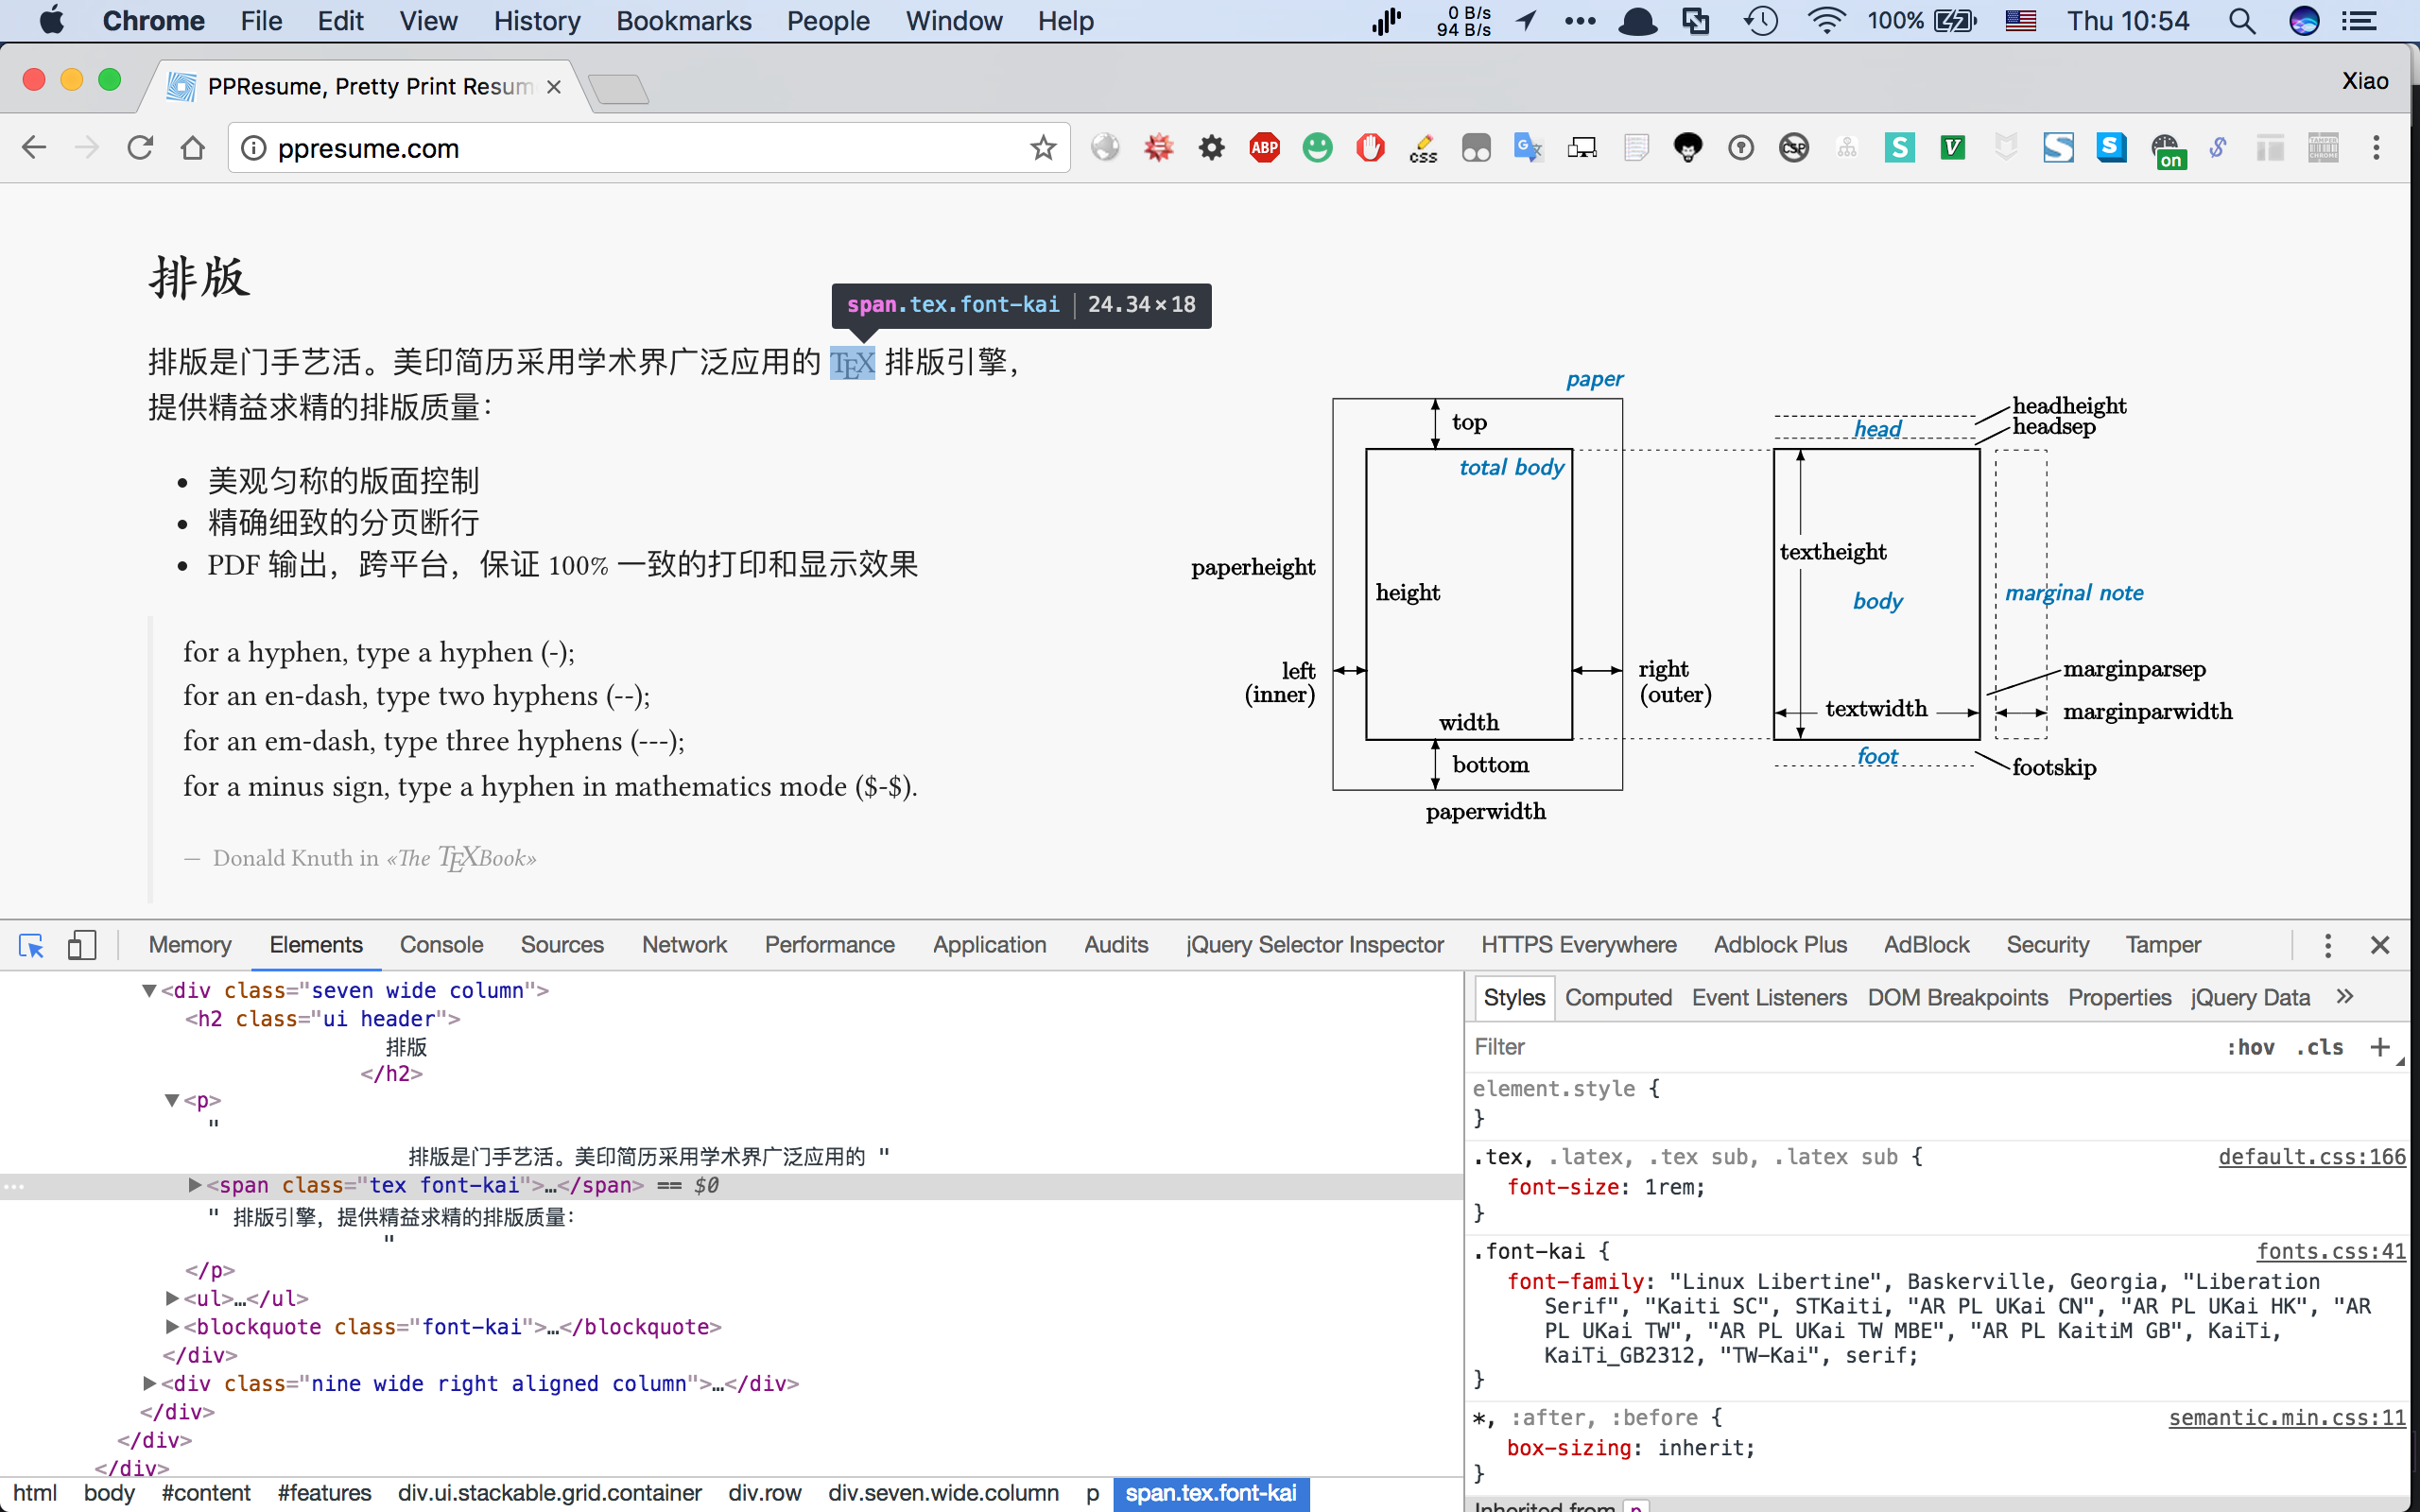 Chrome File Edit View History Bookmarks People Window Help 0 B/s 94 B/s 100% Thu 10:54
PPResume, Pretty Print Resum
Xiao
ppresume.com
ABP css CSP S V S S on
排版
span.tex.font-kai 24.34×18
排版是门手艺活。美印简历采用学术界广泛应用的 TEX 排版引擎，
提供精益求精的排版质量：
• 美观匀称的版面控制
• 精确细致的分页断行
• PDF 输出，跨平台，保证 100% 一致的打印和显示效果
for a hyphen, type a hyphen (-);
for an en-dash, type two hyphens (--);
for an em-dash, type three hyphens (---);
for a minus sign, type a hyphen in mathematics mode ($-$).
— Donald Knuth in «The TEXBook»
paper
top
total body
paperheight
height
left
(inner)
right
(outer)
width
bottom
paperwidth
headheight
head
headsep
textheight
body
marginal note
marginparsep
textwidth
marginparwidth
foot
footskip
Memory Elements Console Sources Network Performance Application Audits jQuery Selector Inspector HTTPS Everywhere Adblock Plus AdBlock Security Tamper
▼<div class="seven wide column">
<h2 class="ui header">
排版
</h2>
▼<p>
"
排版是门手艺活。美印简历采用学术界广泛应用的 "
… ▶<span class="tex font-kai">…</span> == $0
" 排版引擎，提供精益求精的排版质量：
"
</p>
▶<ul>…</ul>
▶<blockquote class="font-kai">…</blockquote>
</div>
▶<div class="nine wide right aligned column">…</div>
</div>
</div>
</div>
html body #content #features div.ui.stackable.grid.container div.row div.seven.wide.column p span.tex.font-kai
Styles Computed Event Listeners DOM Breakpoints Properties jQuery Data »
Filter :hov .cls +
element.style {
}
.tex, .latex, .tex sub, .latex sub { default.css:166
font-size: 1rem;
}
.font-kai { fonts.css:41
font-family: "Linux Libertine", Baskerville, Georgia, "Liberation
Serif", "Kaiti SC", STKaiti, "AR PL UKai CN", "AR PL UKai HK", "AR
PL UKai TW", "AR PL UKai TW MBE", "AR PL KaitiM GB", KaiTi,
KaiTi_GB2312, "TW-Kai", serif;
}
*, :after, :before { semantic.min.css:11
box-sizing: inherit;
}
Inherited from p